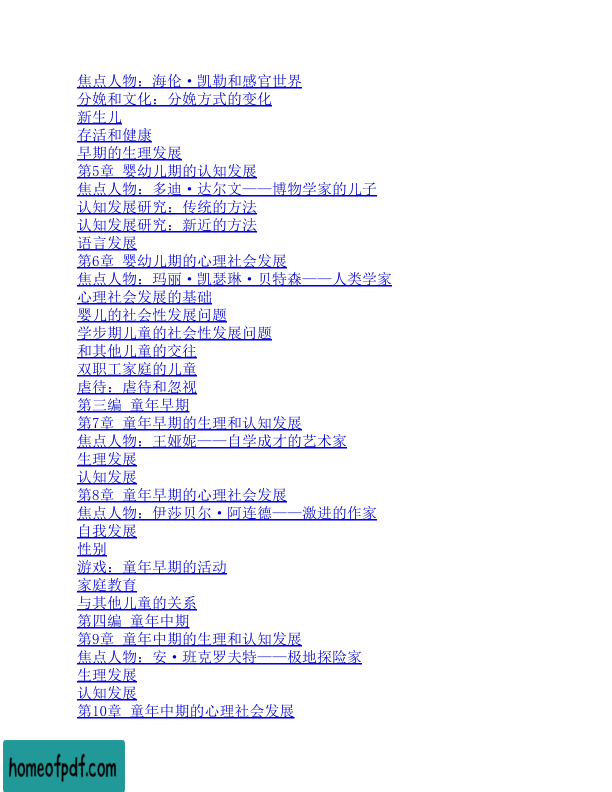 焦点人物：海伦·凯勒和感官世界
分娩和文化：分娩方式的变化
新生儿
存活和健康
早期的生理发展
第5章 婴幼儿期的认知发展
焦点人物：多迪·达尔文——博物学家的儿子
认知发展研究：传统的方法
认知发展研究：新近的方法
语言发展
第6章 婴幼儿期的心理社会发展
焦点人物：玛丽·凯瑟琳·贝特森——人类学家
心理社会发展的基础
婴儿的社会性发展问题
学步期儿童的社会性发展问题
和其他儿童的交往
双职工家庭的儿童
虐待：虐待和忽视
第三编 童年早期
第7章 童年早期的生理和认知发展
焦点人物：王娅妮——自学成才的艺术家
生理发展
认知发展
第8章 童年早期的心理社会发展
焦点人物：伊莎贝尔·阿连德——激进的作家
自我发展
性别
游戏：童年早期的活动
家庭教育
与其他儿童的关系
第四编 童年中期
第9章 童年中期的生理和认知发展
焦点人物：安·班克罗夫特——极地探险家
生理发展
认知发展
第10章 童年中期的心理社会发展
homeofpdf.com